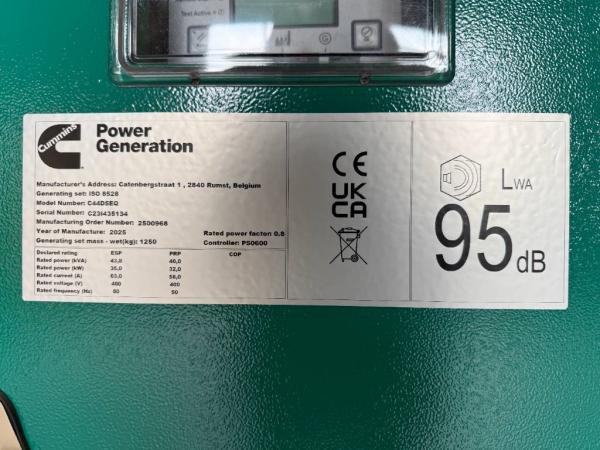 Test Active +
Cummins
Power
Generation
Manufacturer's Address: Catenbergstraat 1 , 2840 Rumst, Belgium
Generating set: ISO 8528
Model Number: C44D5EQ
Serial Number: C23I435134
Manufacturing Order Number: 2500968
Year of Manufacture: 2025
Rated power factor: 0.8
Generating set mass - wet(kg): 1250
Controller: PS0600
Declared rating ESP PRP COP
Rated power (kVA) 43,8 40,0
Rated power (kW) 35,0 32,0
Rated current (A) 63,0 58,0
Rated voltage (V) 400 400
Rated frequency (Hz) 50 50
CE
UK
CA
LWA
95 dB